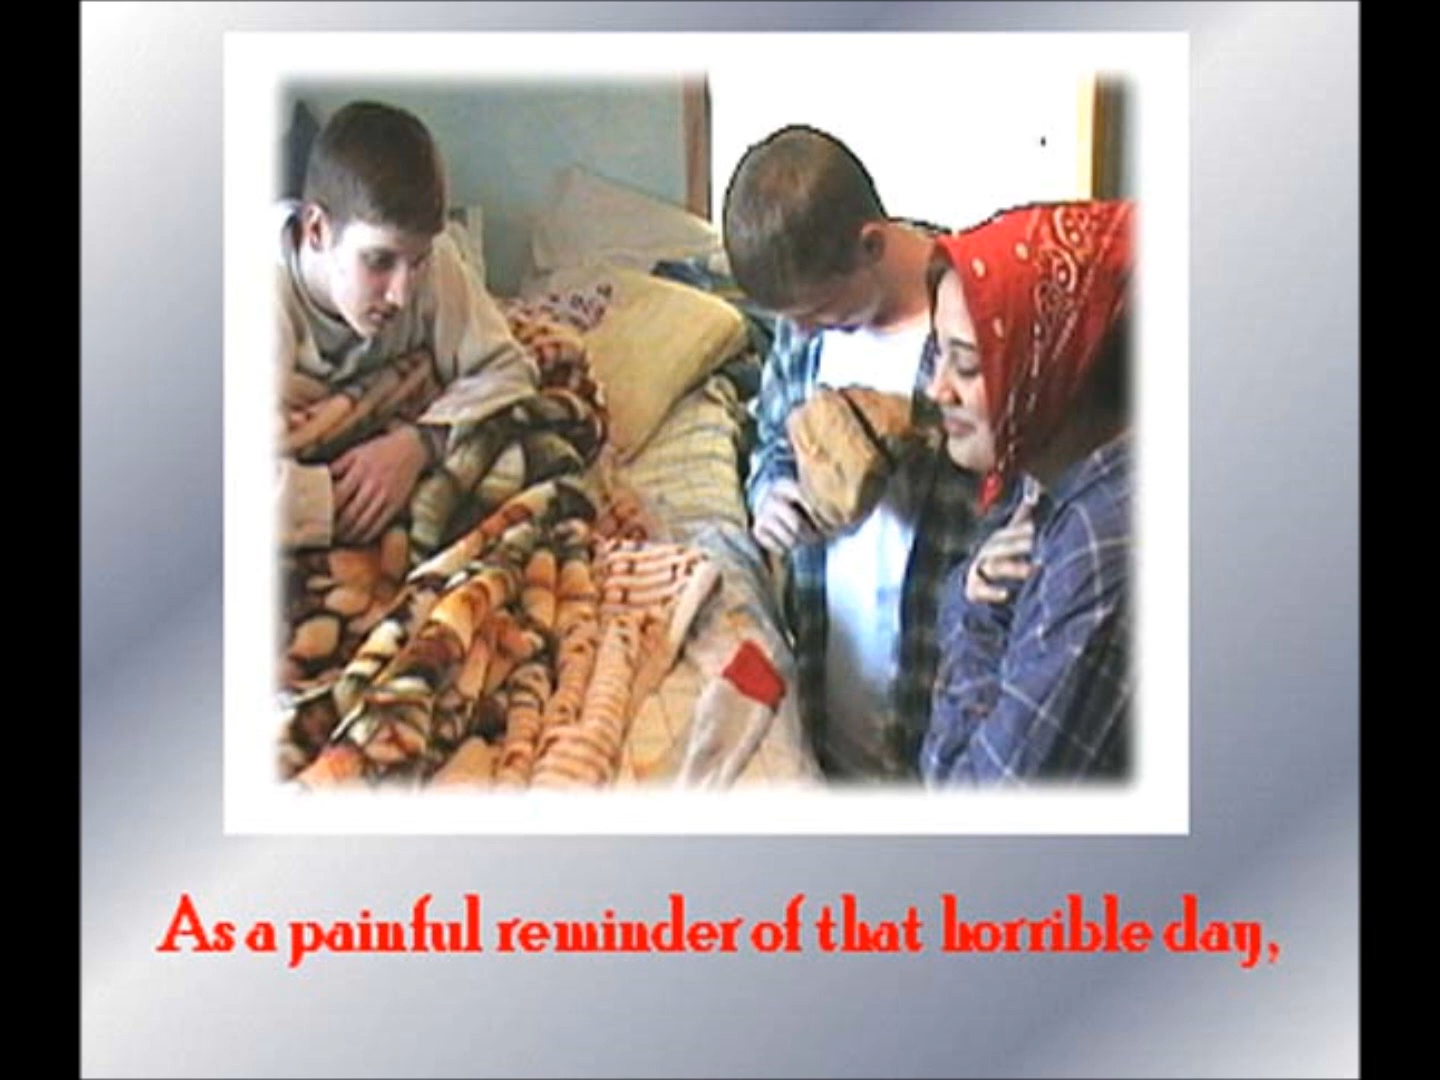 As a painful reminder of that horrible day,